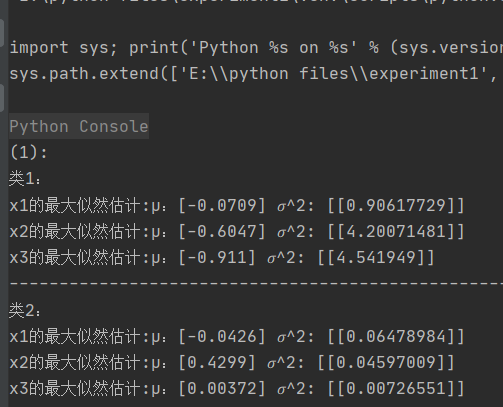 import sys; print('Python %s on %s' % (sys.version
sys.path.extend(['E:\\python files\\experiment1',
Python Console
(1):
类1:
x1的最大似然估计:μ: [-0.0709] σ^2: [[0.90617729]]
x2的最大似然估计:μ: [-0.6047] σ^2: [[4.20071481]]
x3的最大似然估计:μ: [-0.911] σ^2: [[4.541949]]
--------------------------------------------------
类2:
x1的最大似然估计:μ: [-0.0426] σ^2: [[0.06478984]]
x2的最大似然估计:μ: [0.4299] σ^2: [[0.04597009]]
x3的最大似然估计:μ: [0.00372] σ^2: [[0.00726551]]